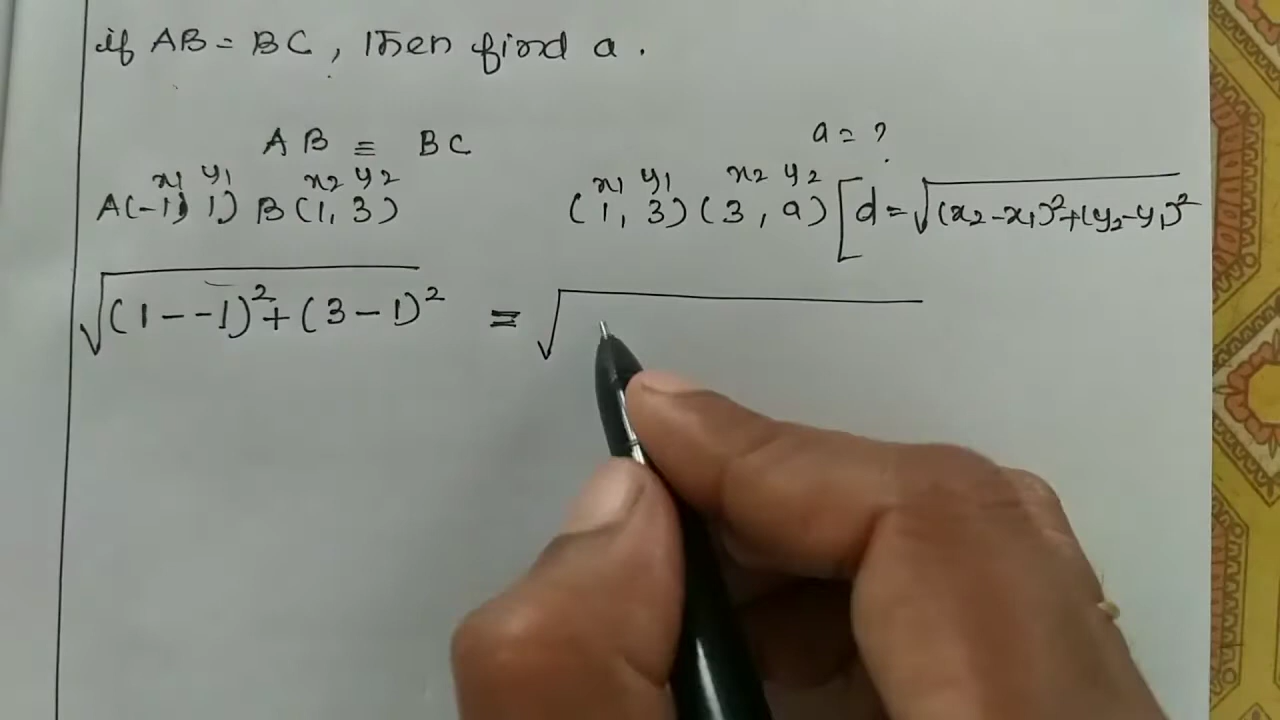 if AB = BC, then find a.
AB = BC
a = ?
x1 y1 x2 y2
x1 y1 x2 y2
A(-1, 1) B(1, 3)
(1, 3) (3, a) [d = √(x2-x1)²+(y2-y1)²
√(1--1)²+(3-1)² = √